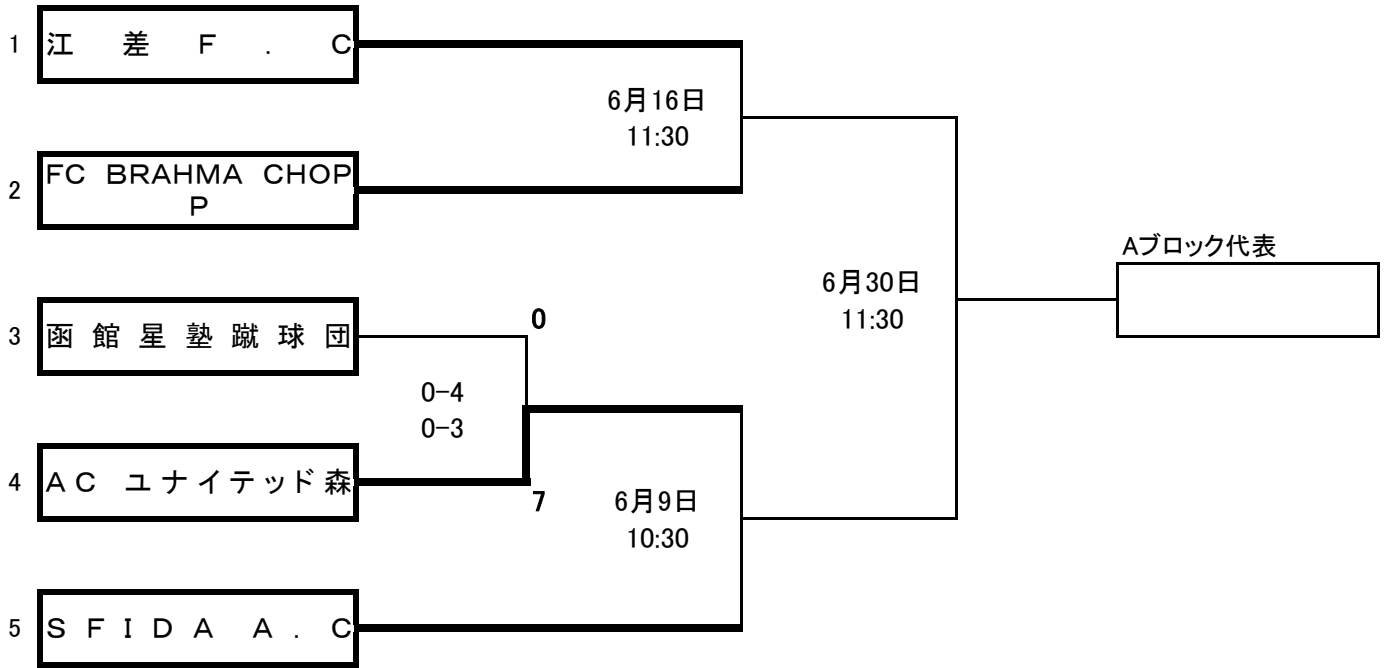 1 江差F.C
6月16日
11:30
2 FC BRAHMA CHOP
P
Aブロック代表
6月30日
11:30
3 函館星塾蹴球団
0
0-4
0-3
4 AC ユナイテッド森
7
6月9日
10:30
5 SFIDA A.C